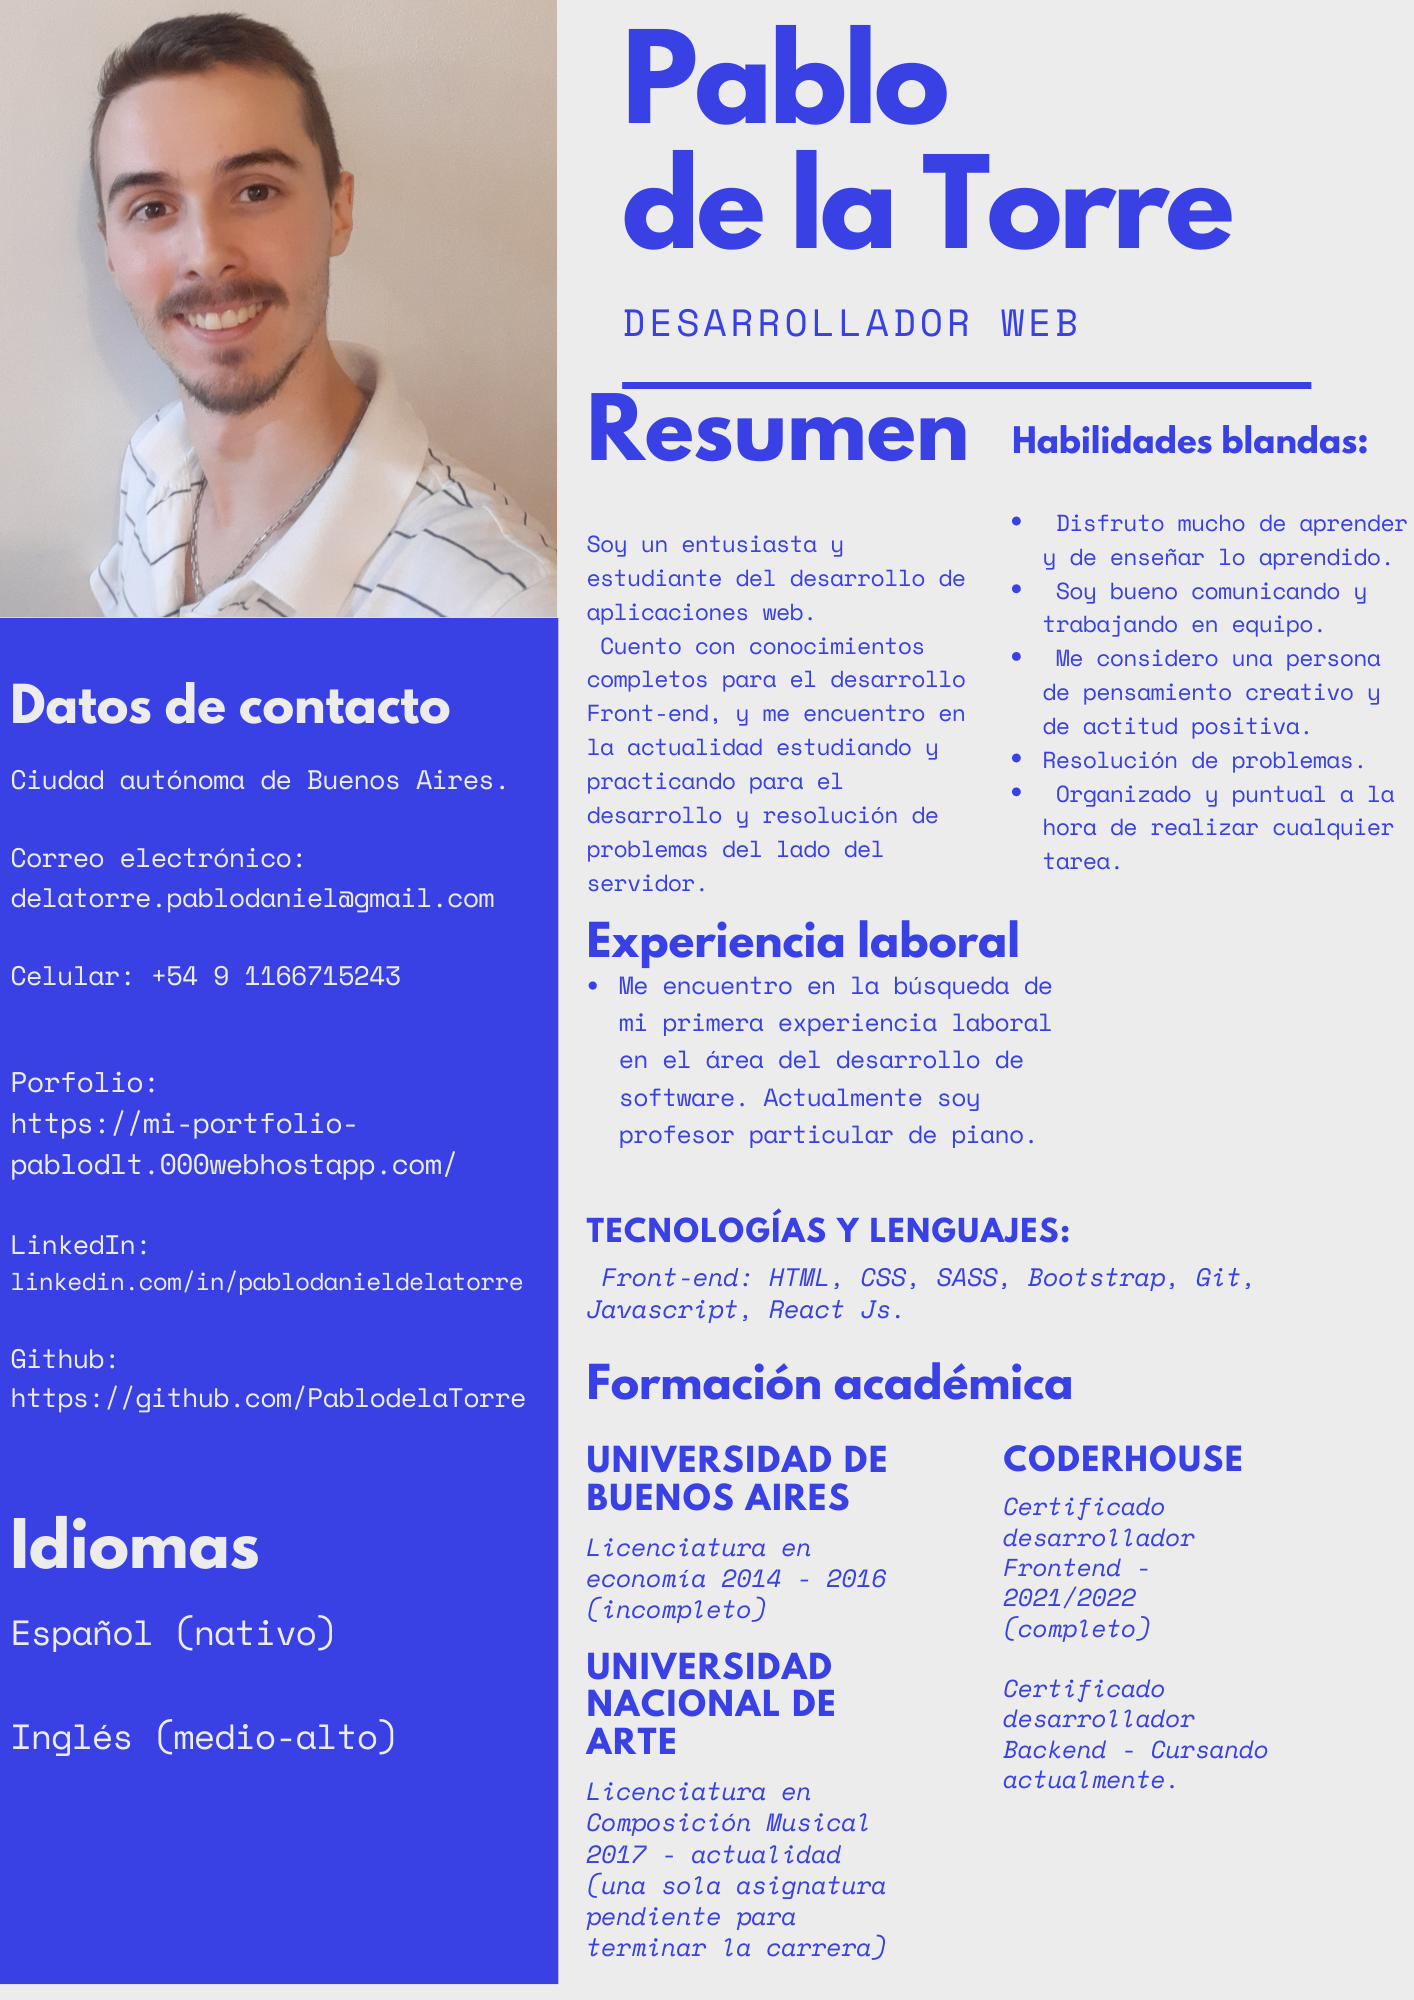 Pablo
de la Torre
DESARROLLADOR WEB
Resumen
Soy un entusiasta y
estudiante del desarrollo de
aplicaciones web.
Cuento con conocimientos
completos para el desarrollo
Front-end, y me encuentro en
la actualidad estudiando y
practicando para el
desarrollo y resolución de
problemas del lado del
servidor.
Habilidades blandas:
• Disfruto mucho de aprender
y de enseñar lo aprendido.
• Soy bueno comunicando y
trabajando en equipo.
• Me considero una persona
de pensamiento creativo y
de actitud positiva.
• Resolución de problemas.
• Organizado y puntual a la
hora de realizar cualquier
tarea.
Datos de contacto
Ciudad autónoma de Buenos Aires.
Correo electrónico:
delatorre.pablodaniel@gmail.com
Celular: +54 9 1166715243
Porfolio:
https://mi-portfolio-
pablodlt.000webhostapp.com/
LinkedIn:
linkedin.com/in/pablodanieldelatorre
Github:
https://github.com/PablodelaTorre
Idiomas
Español (nativo)
Inglés (medio-alto)
Experiencia laboral
• Me encuentro en la búsqueda de
mi primera experiencia laboral
en el área del desarrollo de
software. Actualmente soy
profesor particular de piano.
TECNOLOGÍAS Y LENGUAJES:
Front-end: HTML, CSS, SASS, Bootstrap, Git,
Javascript, React Js.
Formación académica
UNIVERSIDAD DE
BUENOS AIRES
Licenciatura en
economía 2014 - 2016
(incompleto)
UNIVERSIDAD
NACIONAL DE
ARTE
Licenciatura en
Composición Musical
2017 - actualidad
(una sola asignatura
pendiente para
terminar la carrera)
CODERHOUSE
Certificado
desarrollador
Frontend -
2021/2022
(completo)
Certificado
desarrollador
Backend - Cursando
actualmente.